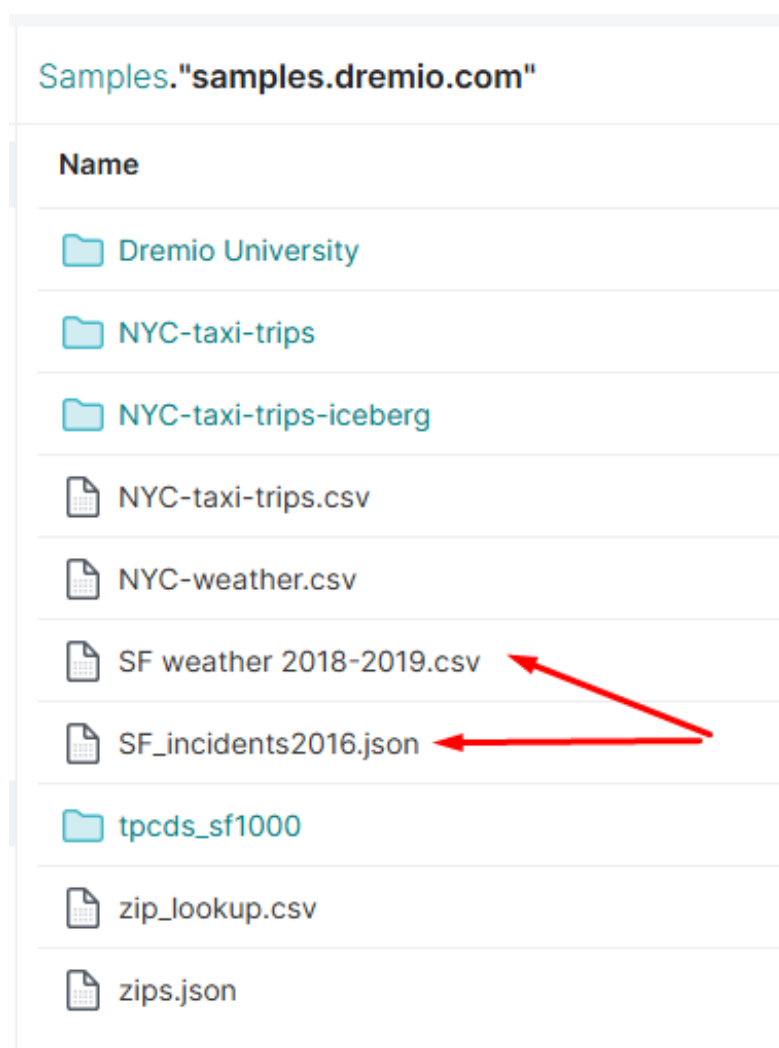 Samples."samples.dremio.com"
Name
Dremio University
NYC-taxi-trips
NYC-taxi-trips-iceberg
NYC-taxi-trips.csv
NYC-weather.csv
SF weather 2018-2019.csv
SF_incidents2016.json
tpcds_sf1000
zip_lookup.csv
zips.json